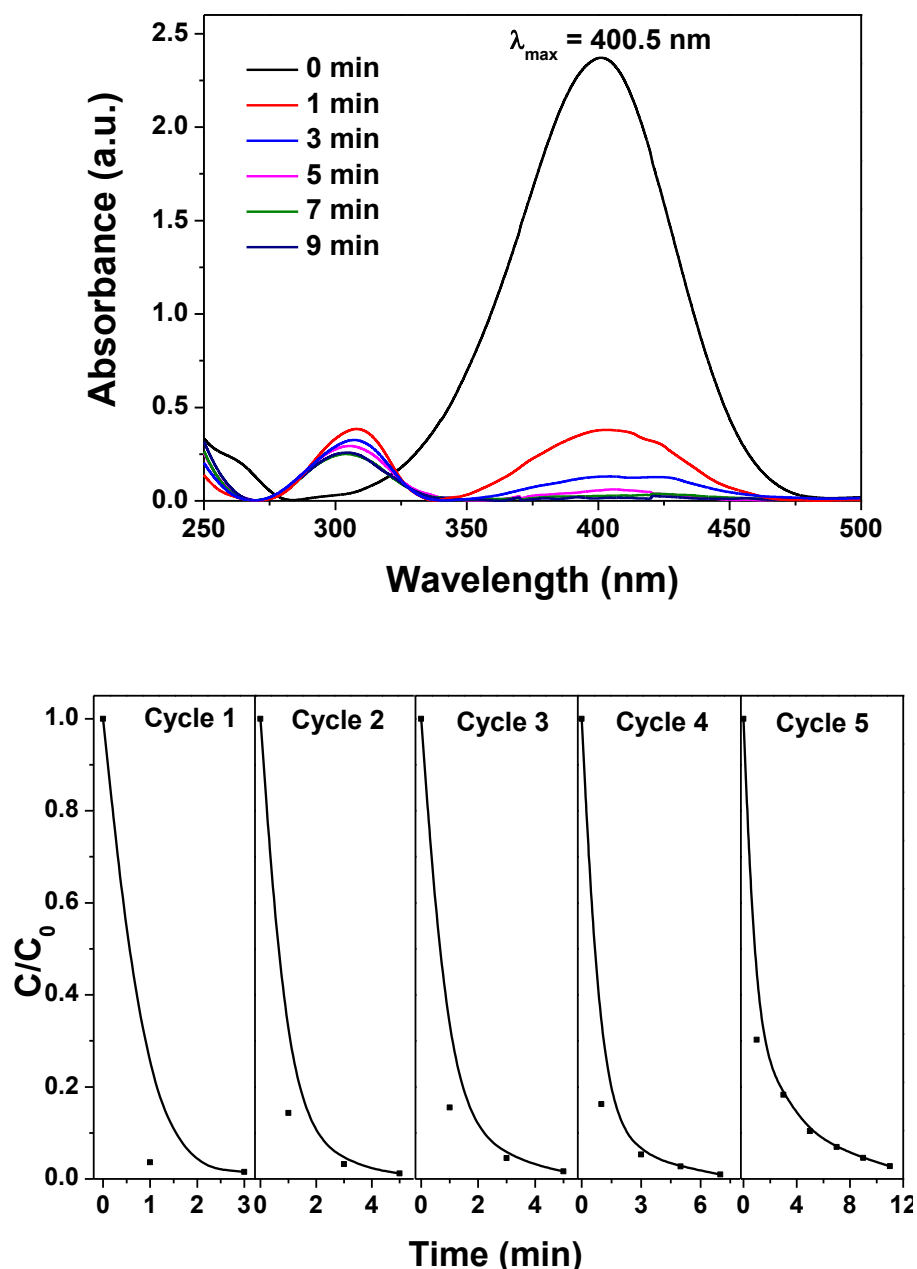 λmax = 400.5 nm
0 min
1 min
3 min
5 min
7 min
9 min
Absorbance (a.u.)
2.5
2.0
1.5
1.0
0.5
0.0
250 300 350 400 450 500
Wavelength (nm)
Cycle 1 Cycle 2 Cycle 3 Cycle 4 Cycle 5
C/C0
1.0
0.8
0.6
0.4
0.2
0.0
0 1 2 3 0 2 4 0 2 4 0 3 6 0 4 8 12
Time (min)